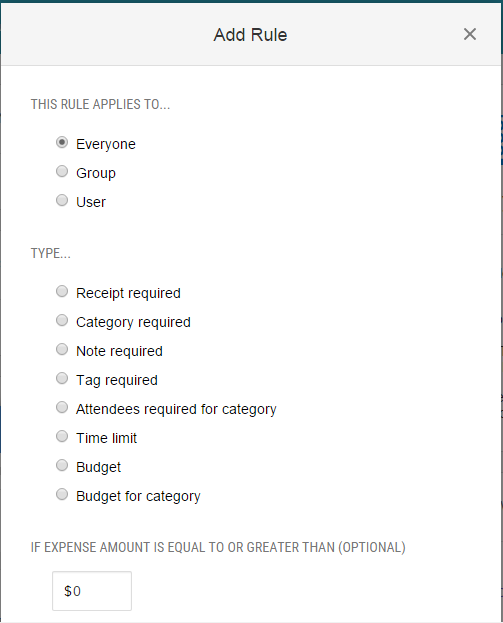 Add Rule
THIS RULE APPLIES TO...
Everyone
Group
User
TYPE...
Receipt required
Category required
Note required
Tag required
Attendees required for category
Time limit
Budget
Budget for category
IF EXPENSE AMOUNT IS EQUAL TO OR GREATER THAN (OPTIONAL)
$0